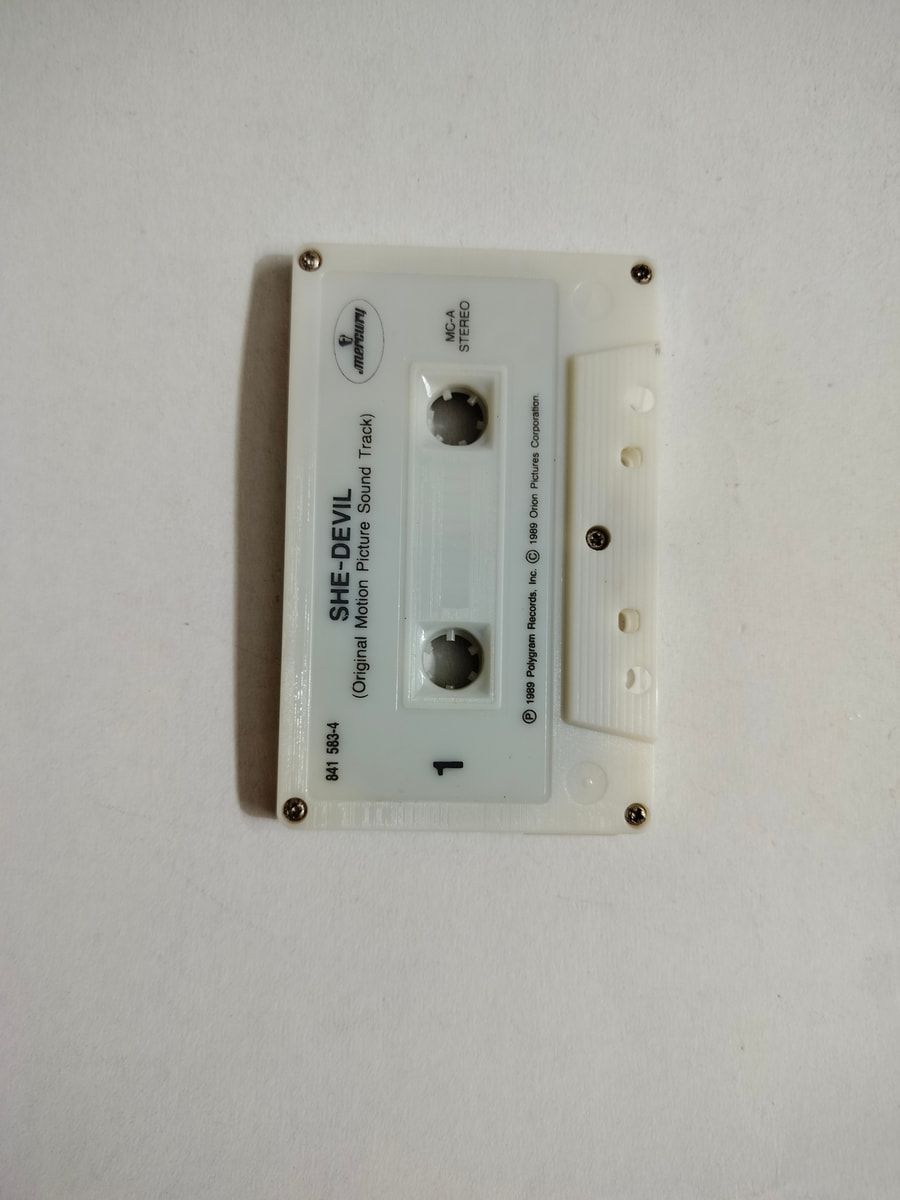 mercury
841 583-4
SHE-DEVIL
(Original Motion Picture Sound Track)
1
MC-A
STEREO
Ⓟ 1989 Polygram Records, Inc. © 1989 Orion Pictures Corporation.